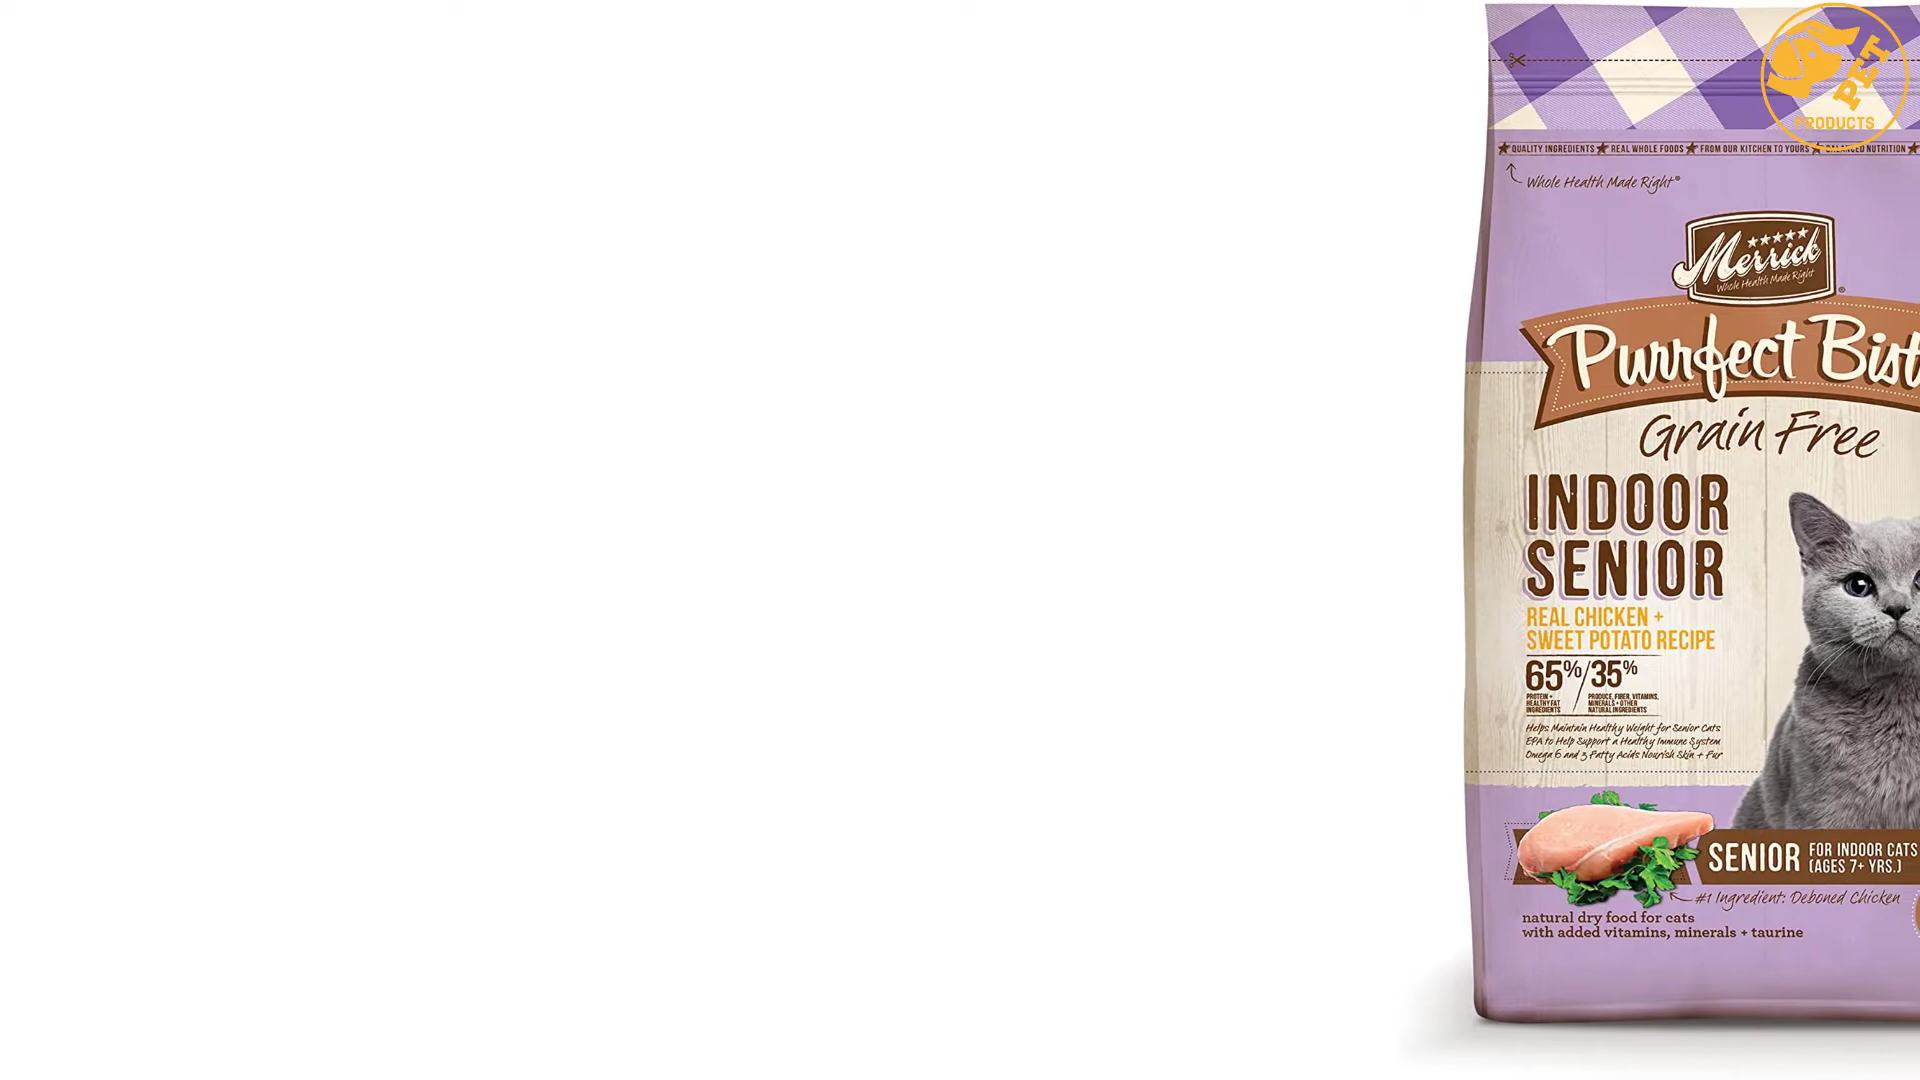 PET
PRODUCTS
QUALITY INGREDIENTS ★ REAL WHOLE FOODS ★ FROM OUR KITCHEN TO YOURS ★ BALANCED NUTRITION
Whole Health Made Right®
Merrick
Whole Health Made Right
Purrfect Bist
Grain Free
INDOOR
SENIOR
REAL CHICKEN +
SWEET POTATO RECIPE
65%/35%
PROTEIN + HEALTHY FAT INGREDIENTS
PRODUCE, FIBER, VITAMINS, MINERALS + OTHER NATURAL INGREDIENTS
Helps Maintain Healthy Weight for Senior Cats
EPA to Help Support a Healthy Immune System
Omega 6 and 3 Fatty Acids Nourish Skin + Fur
SENIOR FOR INDOOR CATS
(AGES 7+ YRS.)
#1 Ingredient: Deboned Chicken
natural dry food for cats
with added vitamins, minerals + taurine